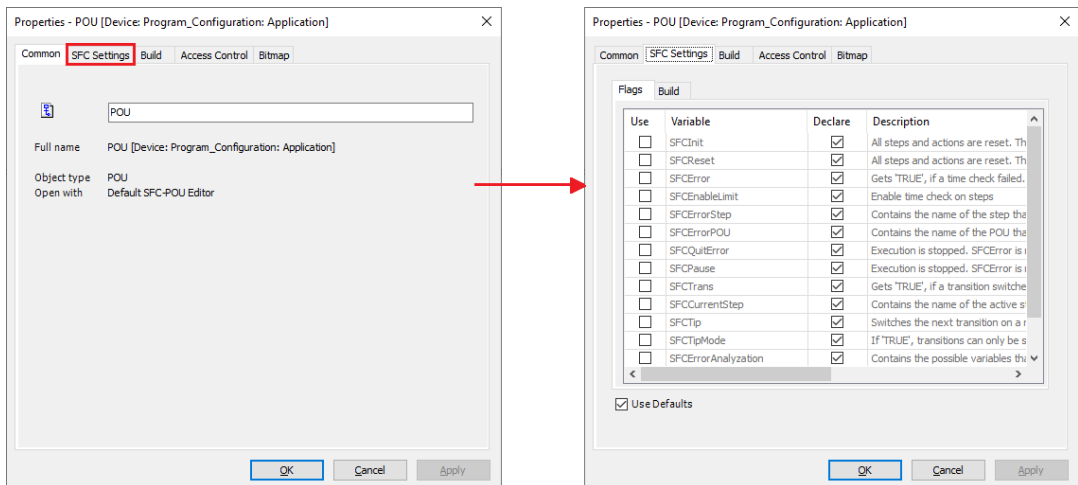 Properties - POU [Device: Program_Configuration: Application]
Common SFC Settings Build Access Control Bitmap
POU
Full name POU [Device: Program_Configuration: Application]
Object type POU
Open with Default SFC-POU Editor
OK Cancel Apply
Properties - POU [Device: Program_Configuration: Application]
Common SFC Settings Build Access Control Bitmap
Flags Build
Use Variable Declare Description
SFCInit All steps and actions are reset. Th
SFCReset All steps and actions are reset. Th
SFCError Gets 'TRUE', if a time check failed.
SFCEnableLimit Enable time check on steps
SFCErrorStep Contains the name of the step tha
SFCErrorPOU Contains the name of the POU tha
SFCQuitError Execution is stopped. SFCError is
SFCPause Execution is stopped. SFCError is
SFCTrans Gets 'TRUE', if a transition switche
SFCCurrentStep Contains the name of the active s
SFCTip Switches the next transition on a
SFCTipMode If 'TRUE', transitions can only be s
SFCErrorAnalyzation Contains the possible variables tha
Use Defaults
OK Cancel Apply